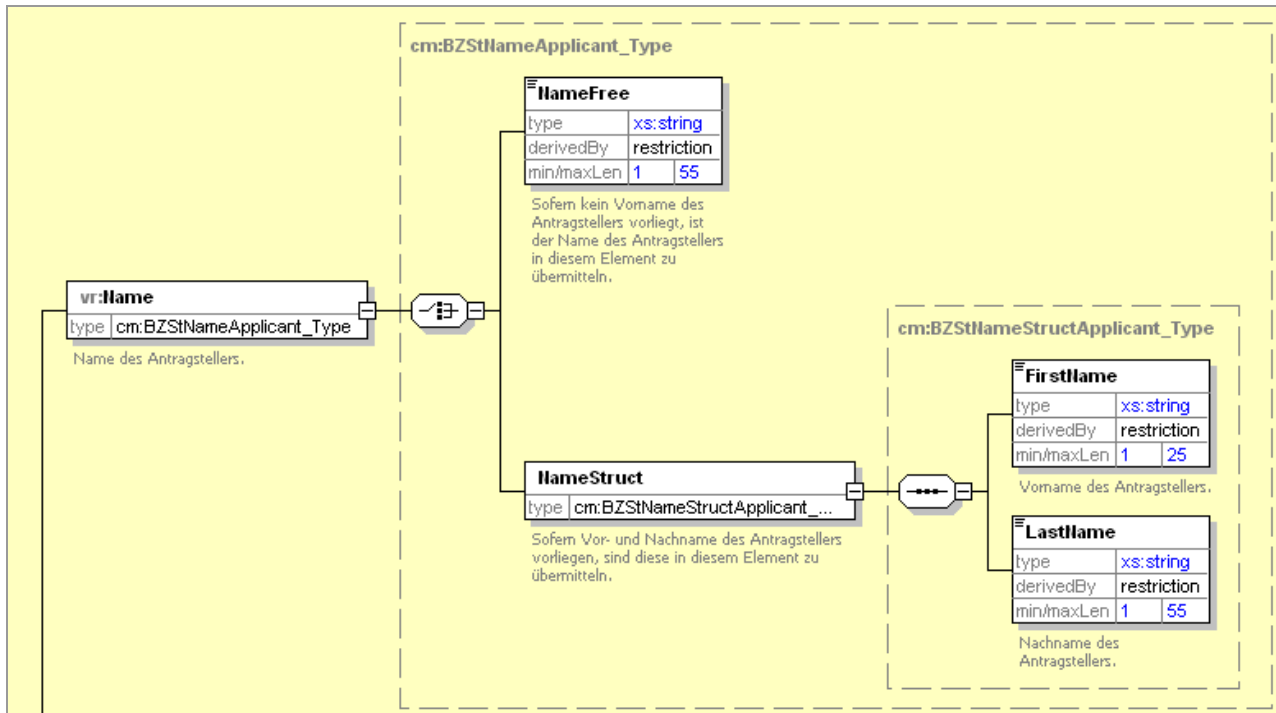 cm:BZStNameApplicant_Type
NameFree
type xs:string
derivedBy restriction
min/maxLen 1 55
Sofern kein Vorname des
Antragstellers vorliegt, ist
der Name des Antragstellers
in diesem Element zu
übermitteln.
vr:Name
type cm:BZStNameApplicant_Type
Name des Antragstellers.
cm:BZStNameStructApplicant_Type
FirstName
type xs:string
derivedBy restriction
min/maxLen 1 25
Vorname des Antragstellers.
NameStruct
type cm:BZStNameStructApplicant_...
Sofern Vor- und Nachname des Antragstellers
vorliegen, sind diese in diesem Element zu
übermitteln.
LastName
type xs:string
derivedBy restriction
min/maxLen 1 55
Nachname des
Antragstellers.